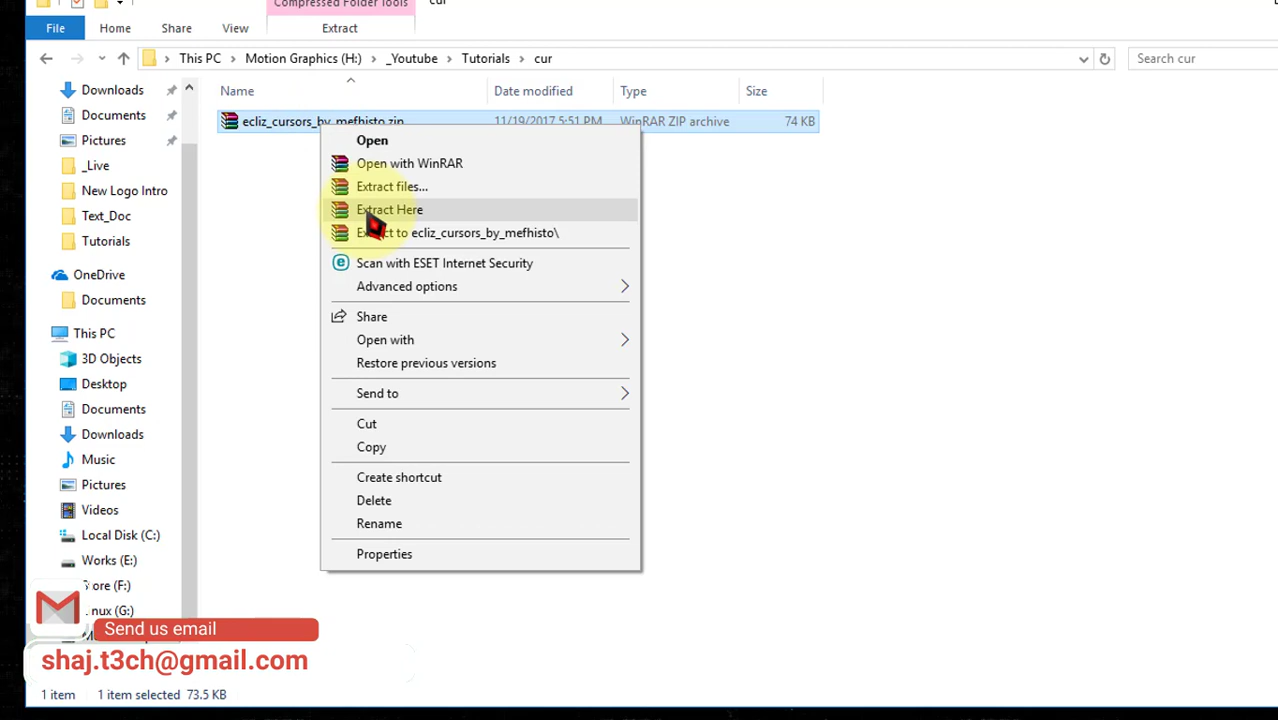 Compressed Folder Tools
cur
File
Home
Share
View
Extract
This PC
Motion Graphics (H:)
_Youtube
Tutorials
cur
Search cur
Name
Date modified
Type
Size
ecliz_cursors_by_mefhisto.zip
11/19/2017 5:51 PM
WinRAR ZIP archive
74 KB
Downloads
Documents
Pictures
_Live
New Logo Intro
Text_Doc
Tutorials
OneDrive
Documents
This PC
3D Objects
Desktop
Documents
Downloads
Music
Pictures
Videos
Local Disk (C:)
Works (E:)
(F:)
(G:)
Open
Open with WinRAR
Extract files...
Extract Here
to ecliz_cursors_by_mefhisto\
Scan with ESET Internet Security
Advanced options
Share
Open with
Restore previous versions
Send to
Cut
Copy
Create shortcut
Delete
Rename
Properties
Send us email
shaj.t3ch@gmail.com
1 item
1 item selected 73.5 KB